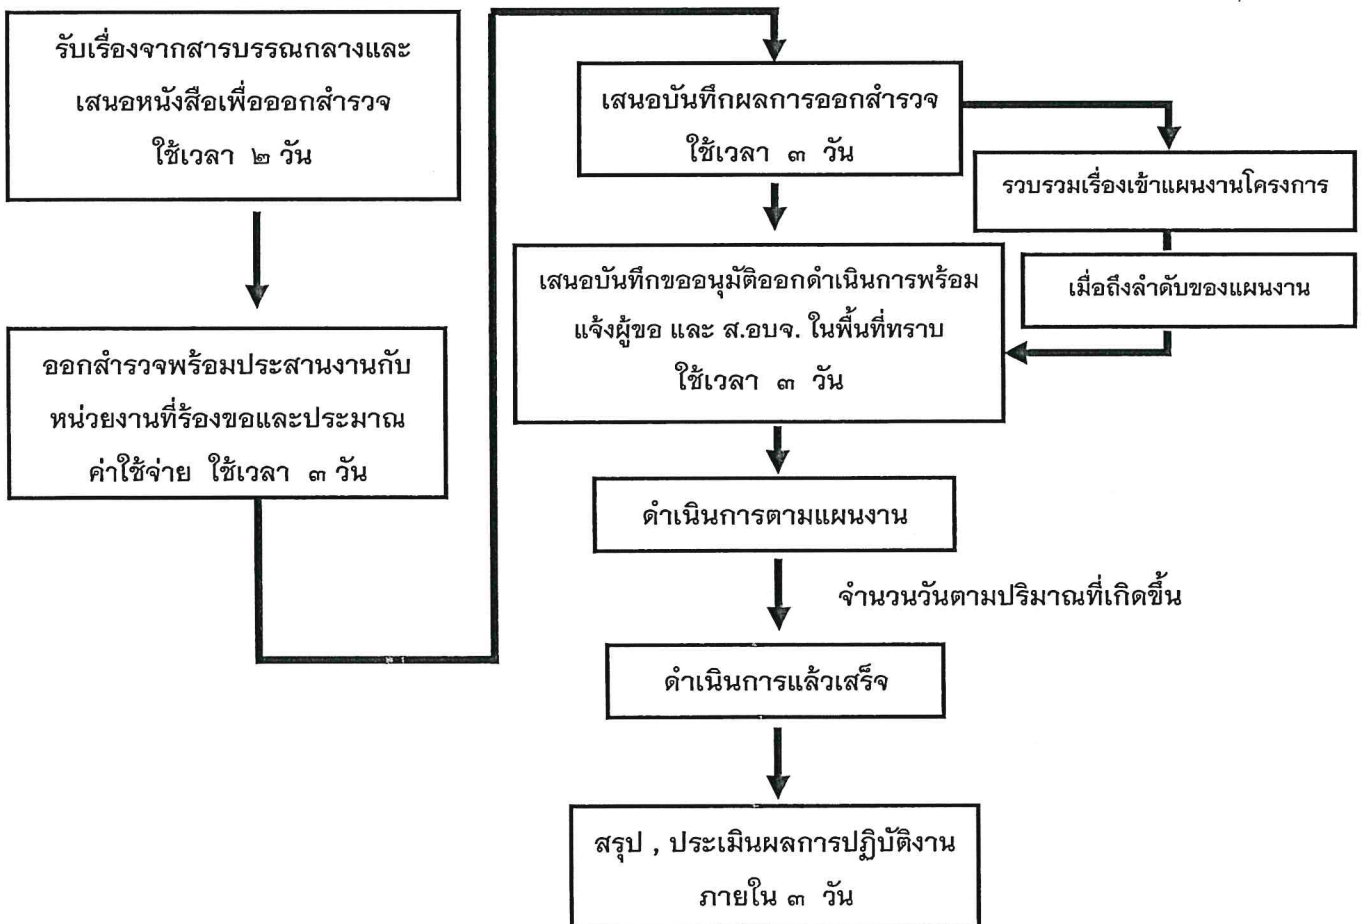 รับเรื่องจากสารบรรณกลางและ
เสนอหนังสือเพื่อออกสำรวจ
ใช้เวลา ๒ วัน
ออกสำรวจพร้อมประสานงานกับ
หน่วยงานที่ร้องขอและประมาณ
ค่าใช้จ่าย ใช้เวลา ๓ วัน
เสนอบันทึกผลการออกสำรวจ
ใช้เวลา ๓ วัน
รวบรวมเรื่องเข้าแผนงานโครงการ
เมื่อถึงลำดับของแผนงาน
เสนอบันทึกขออนุมัติออกดำเนินการพร้อม
แจ้งผู้ขอ และ ส.อบจ. ในพื้นที่ทราบ
ใช้เวลา ๓ วัน
ดำเนินการตามแผนงาน
จำนวนวันตามปริมาณที่เกิดขึ้น
ดำเนินการแล้วเสร็จ
สรุป , ประเมินผลการปฏิบัติงาน
ภายใน ๓ วัน